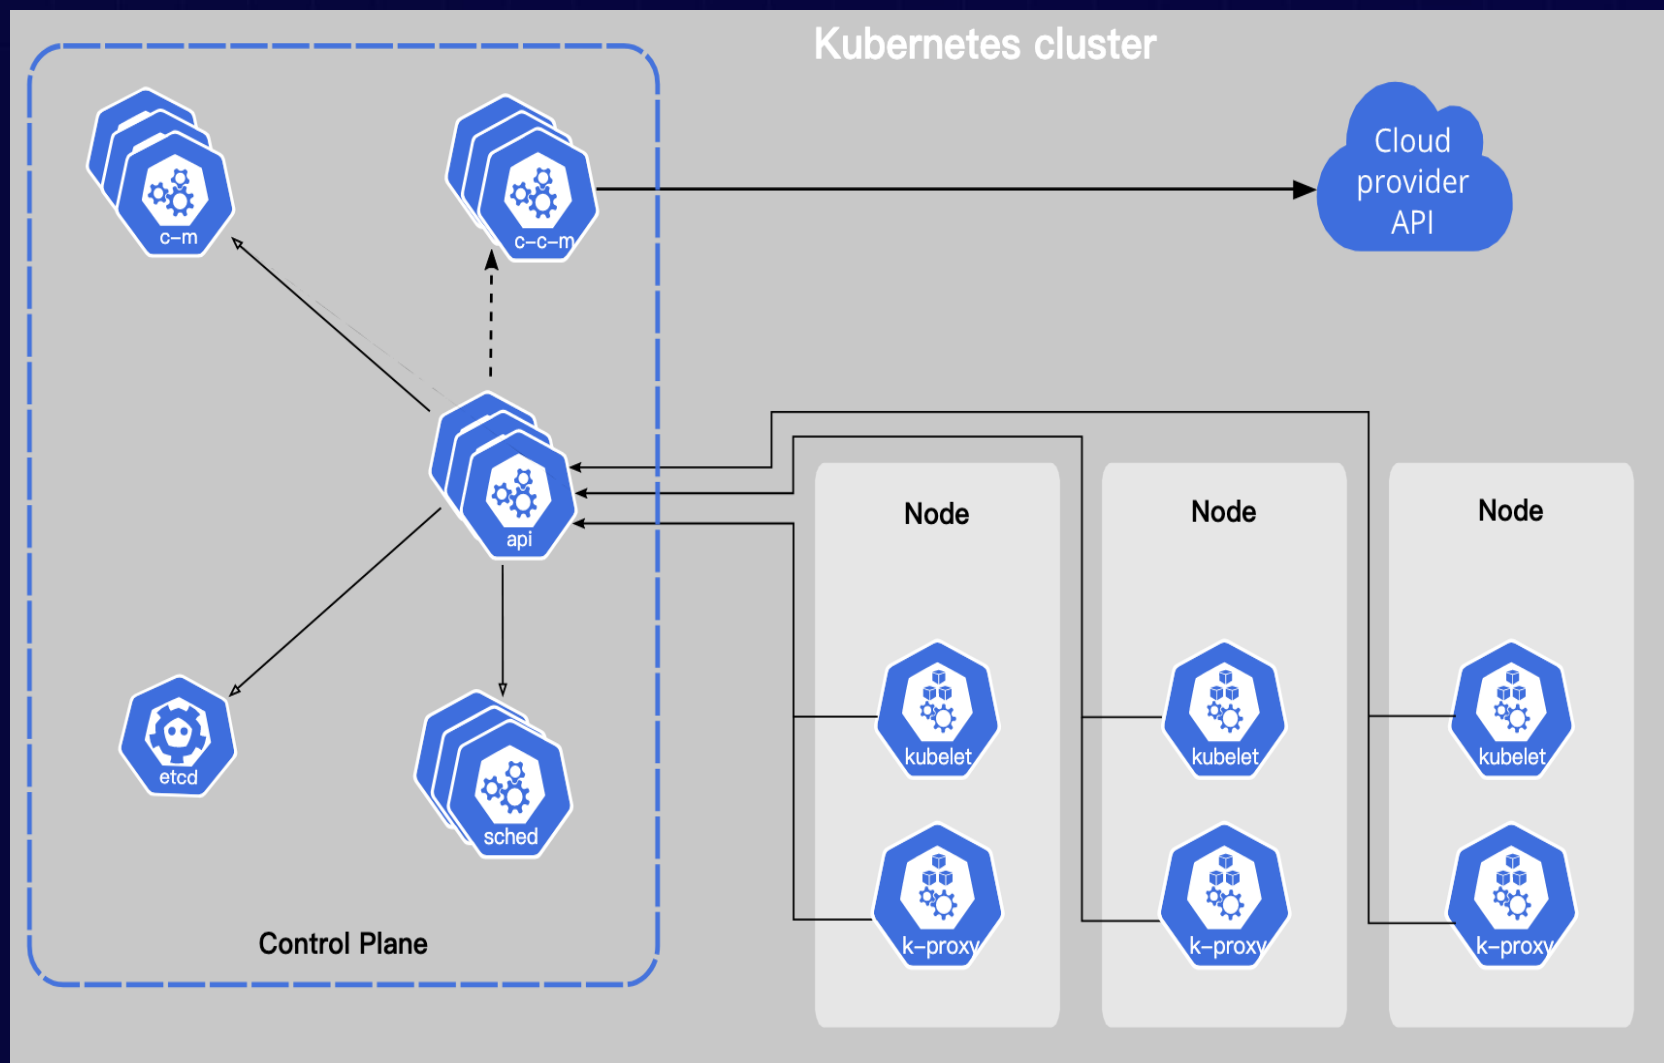 Kubernetes cluster
c-m
c-c-m
Cloud
provider
API
api
Node
Node
Node
etcd
sched
kubelet
kubelet
kubelet
k-proxy
k-proxy
k-proxy
Control Plane